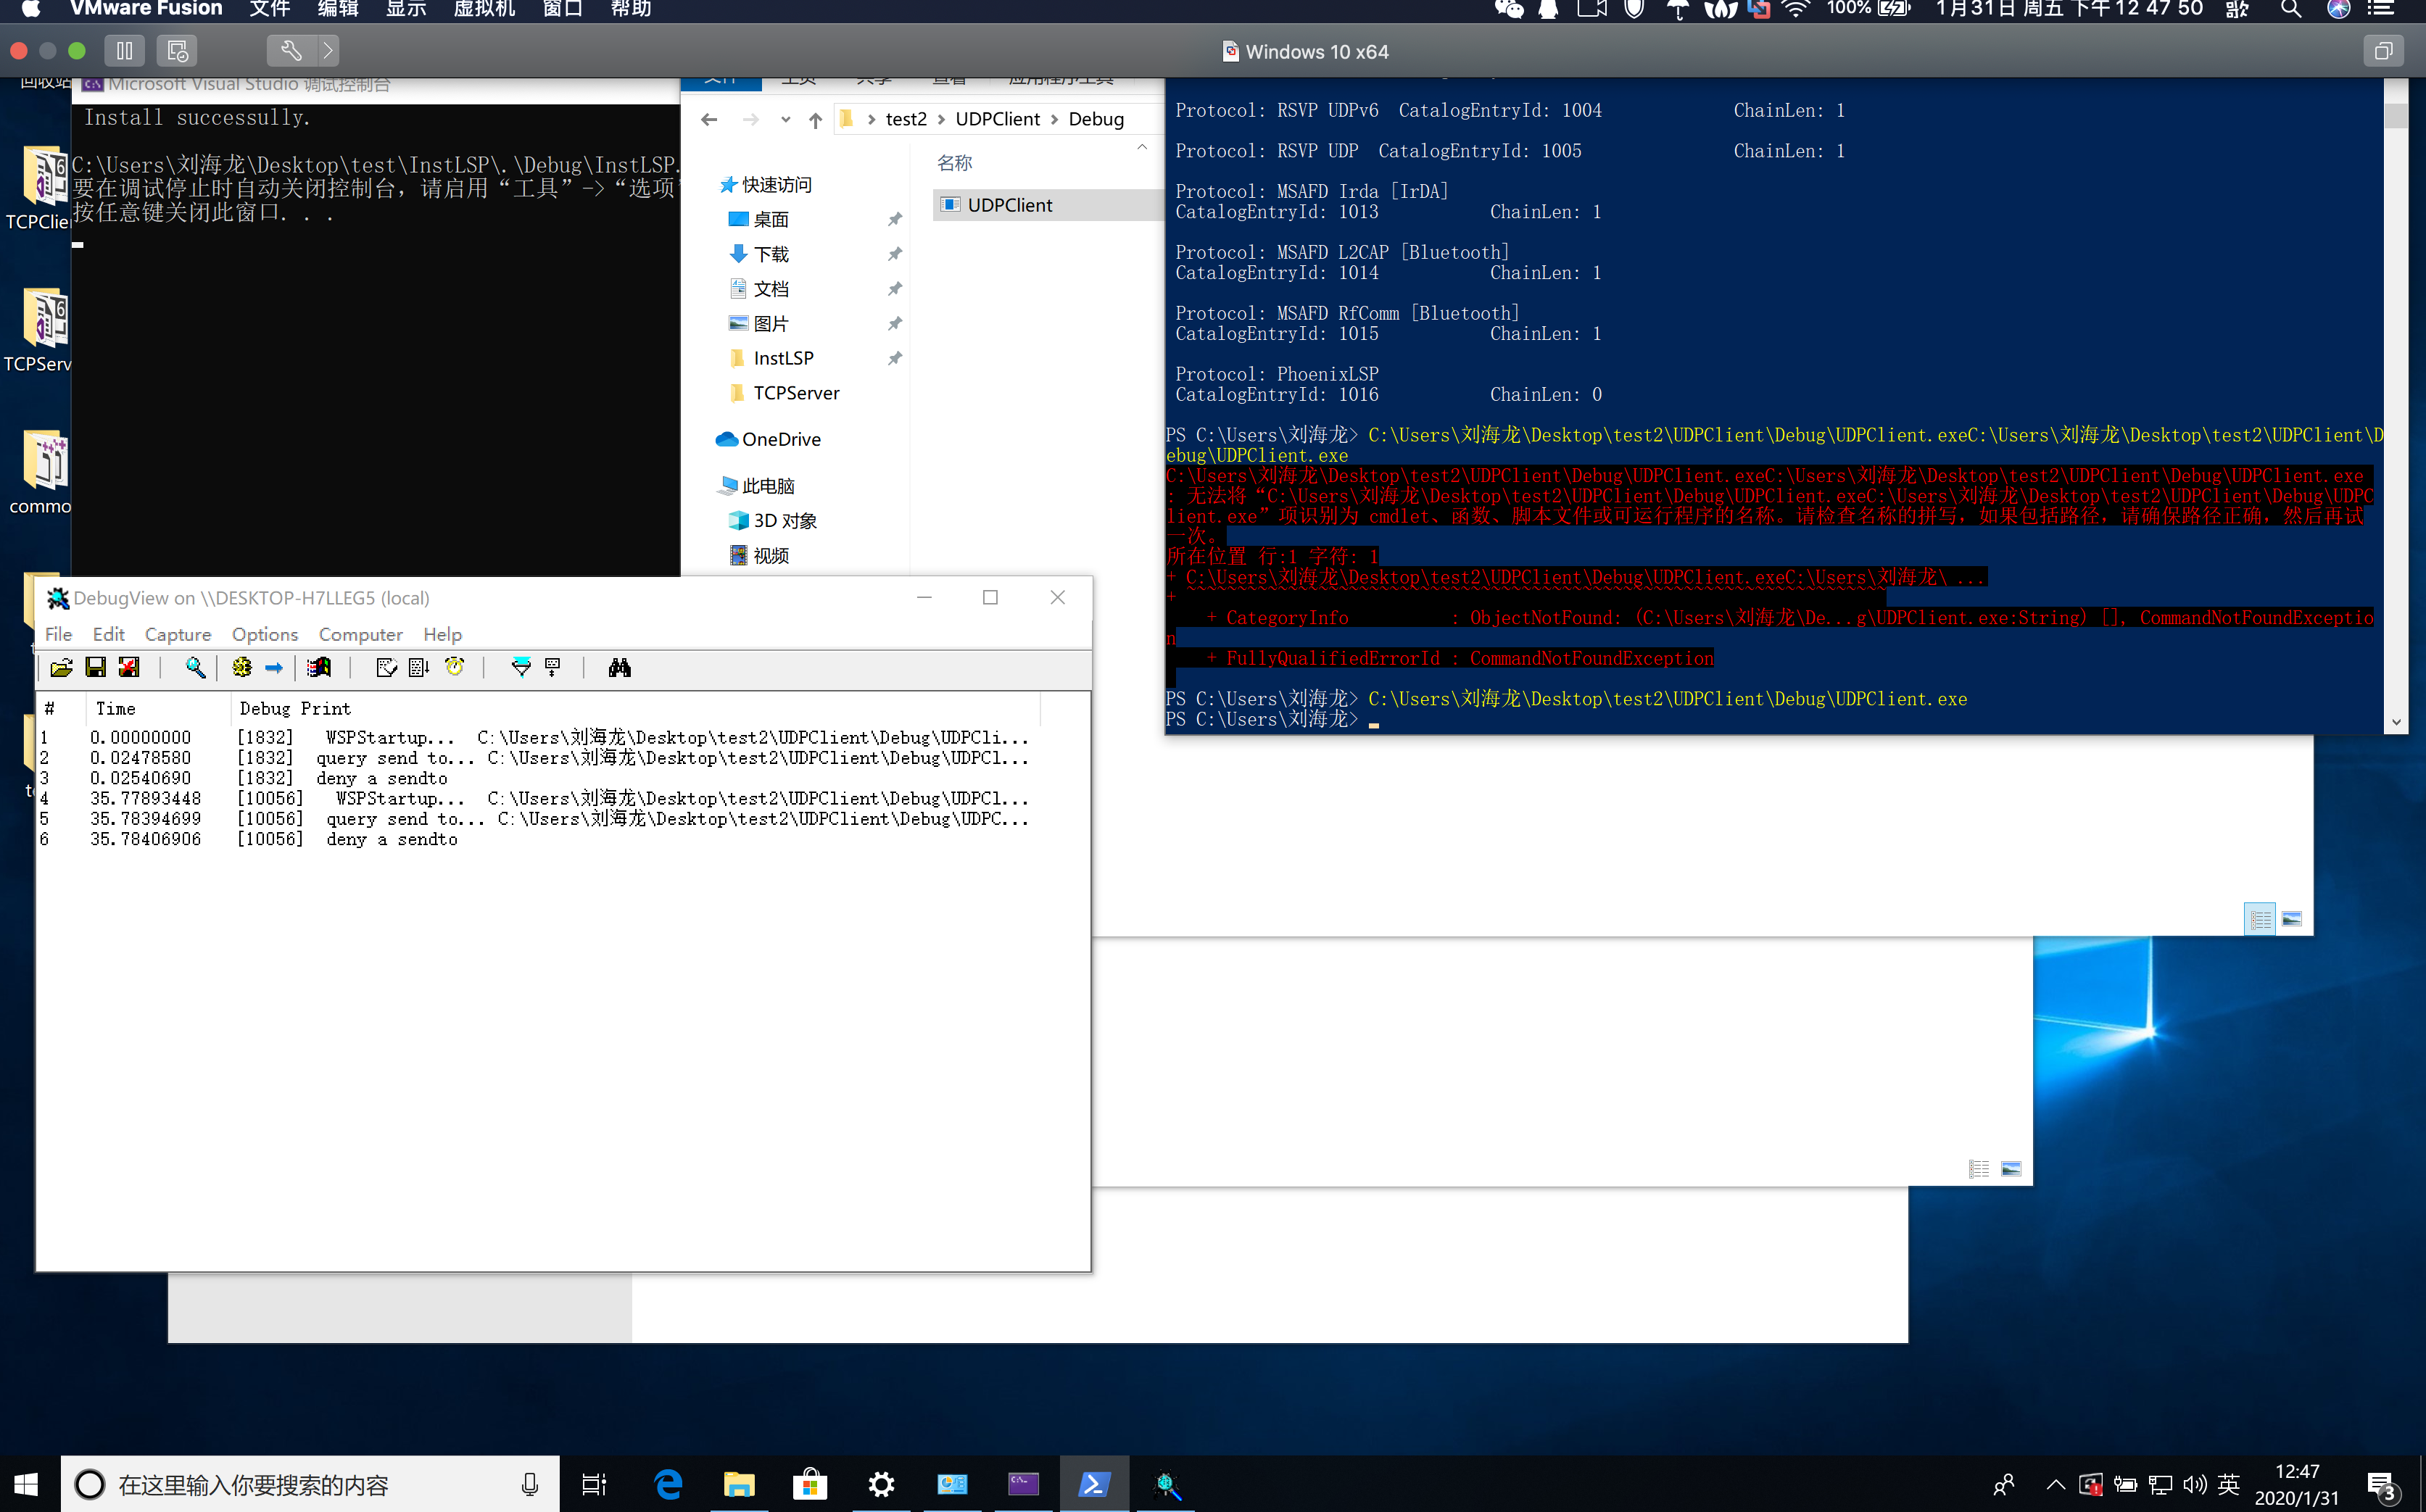 VMware Fusion 文件 编辑 显示 虚拟机 窗口 帮助 100% 1月31日 周五 下午12 47 50
Windows 10 x64
回收站
TCPClie
TCPServ
commo
Microsoft Visual Studio 调试控制台
Install successully.
C:\Users\刘海龙\Desktop\test\InstLSP\.\Debug\InstLSP.
要在调试停止时自动关闭控制台，请启用“工具”->“选项”
按任意键关闭此窗口. . .
文件 主页 共享 查看 应用程序工具
test2 UDPClient Debug
名称
UDPClient
快速访问
桌面
下载
文档
图片
InstLSP
TCPServer
OneDrive
此电脑
3D 对象
视频
Protocol: RSVP UDPv6 CatalogEntryId: 1004 ChainLen: 1
Protocol: RSVP UDP CatalogEntryId: 1005 ChainLen: 1
Protocol: MSAFD Irda [IrDA]
CatalogEntryId: 1013 ChainLen: 1
Protocol: MSAFD L2CAP [Bluetooth]
CatalogEntryId: 1014 ChainLen: 1
Protocol: MSAFD RfComm [Bluetooth]
CatalogEntryId: 1015 ChainLen: 1
Protocol: PhoenixLSP
CatalogEntryId: 1016 ChainLen: 0
PS C:\Users\刘海龙> C:\Users\刘海龙\Desktop\test2\UDPClient\Debug\UDPClient.exeC:\Users\刘海龙\Desktop\test2\UDPClient\D
ebug\UDPClient.exe
C:\Users\刘海龙\Desktop\test2\UDPClient\Debug\UDPClient.exeC:\Users\刘海龙\Desktop\test2\UDPClient\Debug\UDPClient.exe
: 无法将“C:\Users\刘海龙\Desktop\test2\UDPClient\Debug\UDPClient.exeC:\Users\刘海龙\Desktop\test2\UDPClient\Debug\UDPC
lient.exe”项识别为 cmdlet、函数、脚本文件或可运行程序的名称。请检查名称的拼写，如果包括路径，请确保路径正确，然后再试
一次。
所在位置 行:1 字符: 1
+ C:\Users\刘海龙\Desktop\test2\UDPClient\Debug\UDPClient.exeC:\Users\刘海龙\ ...
+ ~~~~~~~~~~~~~~~~~~~~~~~~~~~~~~~~~~~~~~~~~~~~~~~~~~~~~~~~~~~~~~~~~~~~~
+ CategoryInfo : ObjectNotFound: (C:\Users\刘海龙\De...g\UDPClient.exe:String) [], CommandNotFoundExceptio
n
+ FullyQualifiedErrorId : CommandNotFoundException
PS C:\Users\刘海龙> C:\Users\刘海龙\Desktop\test2\UDPClient\Debug\UDPClient.exe
PS C:\Users\刘海龙>
DebugView on \\DESKTOP-H7LLEG5 (local)
File Edit Capture Options Computer Help
# Time Debug Print
1 0.00000000 [1832] WSPStartup... C:\Users\刘海龙\Desktop\test2\UDPClient\Debug\UDPCli...
2 0.02478580 [1832] query send to... C:\Users\刘海龙\Desktop\test2\UDPClient\Debug\UDPCl...
3 0.02540690 [1832] deny a sendto
4 35.77893448 [10056] WSPStartup... C:\Users\刘海龙\Desktop\test2\UDPClient\Debug\UDPCl...
5 35.78394699 [10056] query send to... C:\Users\刘海龙\Desktop\test2\UDPClient\Debug\UDPC...
6 35.78406906 [10056] deny a sendto
在这里输入你要搜索的内容
英
12:47
2020/1/31
3